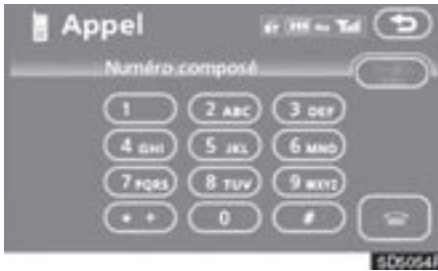 Appel
Numéro composé
1 2 ABC 3 DEF
4 GHI 5 JKL 6 MNO
7 PQRS 8 TUV 9 WXYZ
* + 0 #
SD5054F